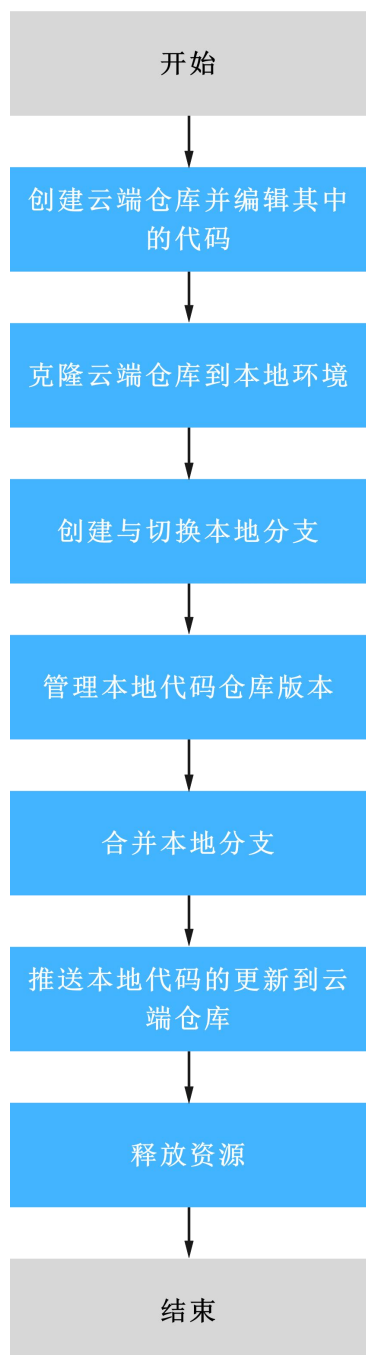 开始
创建云端仓库并编辑其中
的代码
克隆云端仓库到本地环境
创建与切换本地分支
管理本地代码仓库版本
合并本地分支
推送本地代码的更新到云
端仓库
释放资源
结束